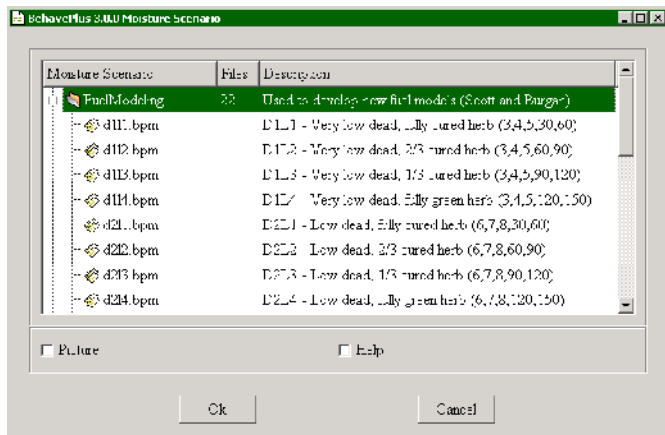 BehavePlus 3.0.0 Moisture Scenario
Moisture Scenario Files Description
FuelModeling 22 Used to develop new fuel models (Scott and Burgan)
d1l1.bpm D1L1 - Very low dead, fully cured herb (3,4,5,30,60)
d1l2.bpm D1L2 - Very low dead, 2/3 cured herb (3,4,5,60,90)
d1l3.bpm D1L3 - Very low dead, 1/3 cured herb (3,4,5,90,120)
d1l4.bpm D1L4 - Very low dead, fully green herb (3,4,5,120,150)
d2l1.bpm D2L1 - Low dead, fully cured herb (6,7,8,30,60)
d2l2.bpm D2L2 - Low dead, 2/3 cured herb (6,7,8,60,90)
d2l3.bpm D2L3 - Low dead, 1/3 cured herb (6,7,8,90,120)
d2l4.bpm D2L4 - Low dead, fully green herb (6,7,8,120,150)
Picture Help
Ok Cancel